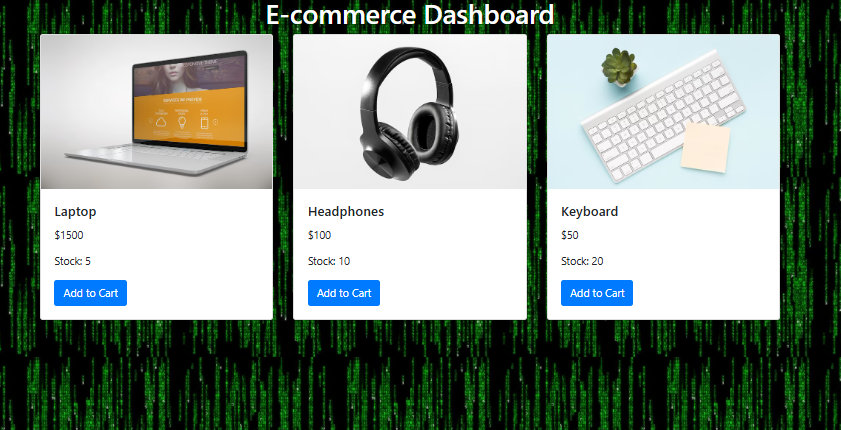 E-commerce Dashboard
Laptop
$1500
Stock: 5
Add to Cart
Headphones
$100
Stock: 10
Add to Cart
Keyboard
$50
Stock: 20
Add to Cart